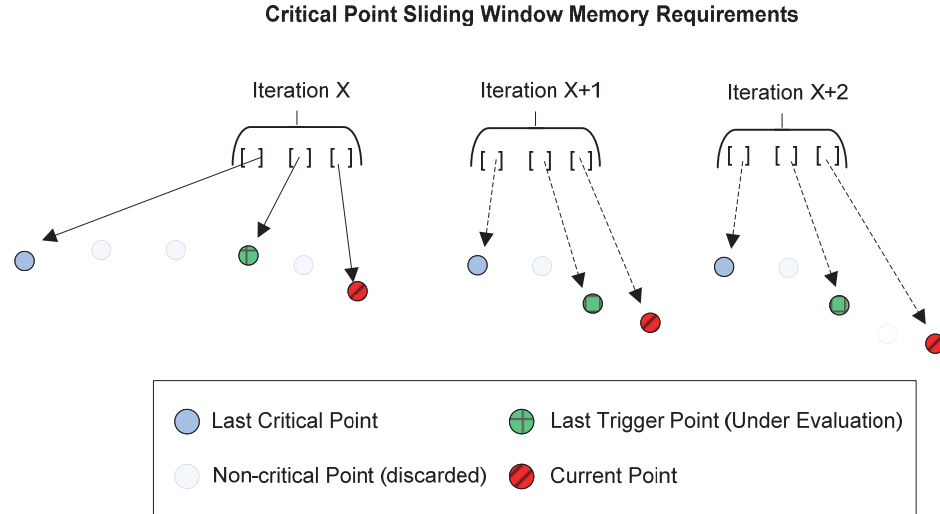 Critical Point Sliding Window Memory Requirements
Iteration X
Iteration X+1
Iteration X+2
[ ] [ ] [ ]
[ ] [ ] [ ]
[ ] [ ] [ ]
Last Critical Point
Last Trigger Point (Under Evaluation)
Non-critical Point (discarded)
Current Point